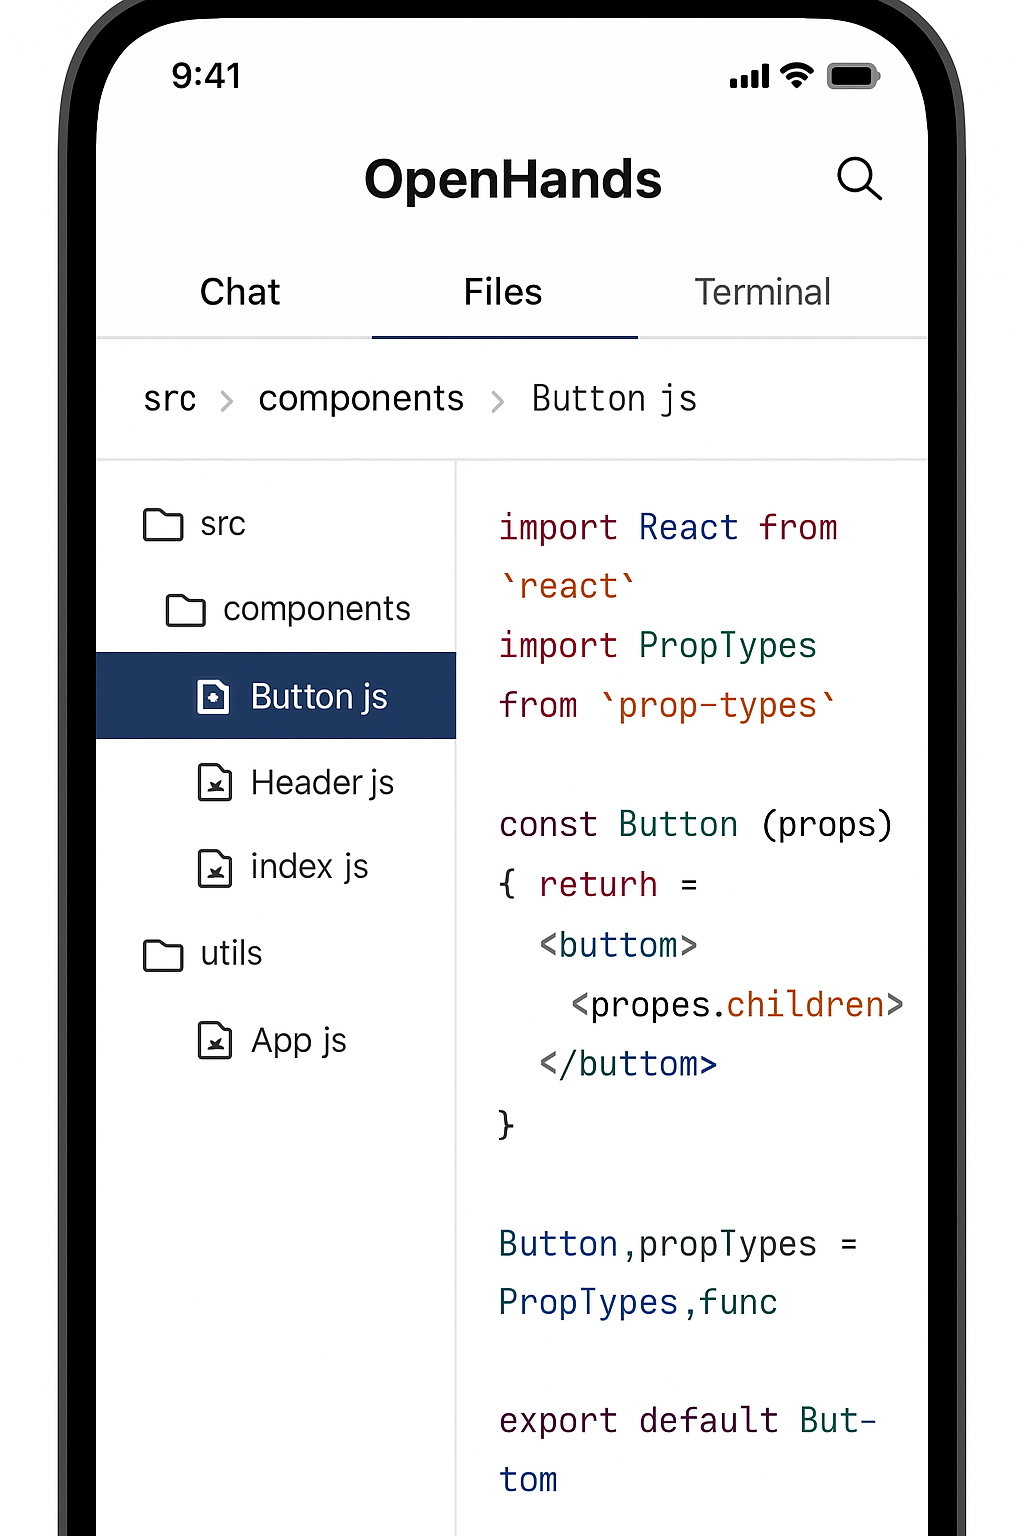 9:41
OpenHands
Chat Files Terminal
src > components > Button js
src
components
Button js
Header js
index js
utils
App js
import React from
`react`
import PropTypes
from `prop-types`
const Button (props)
{ returh =
<buttom>
<propes.children>
</buttom>
}
Button,propTypes =
PropTypes,func
export default But-
tom